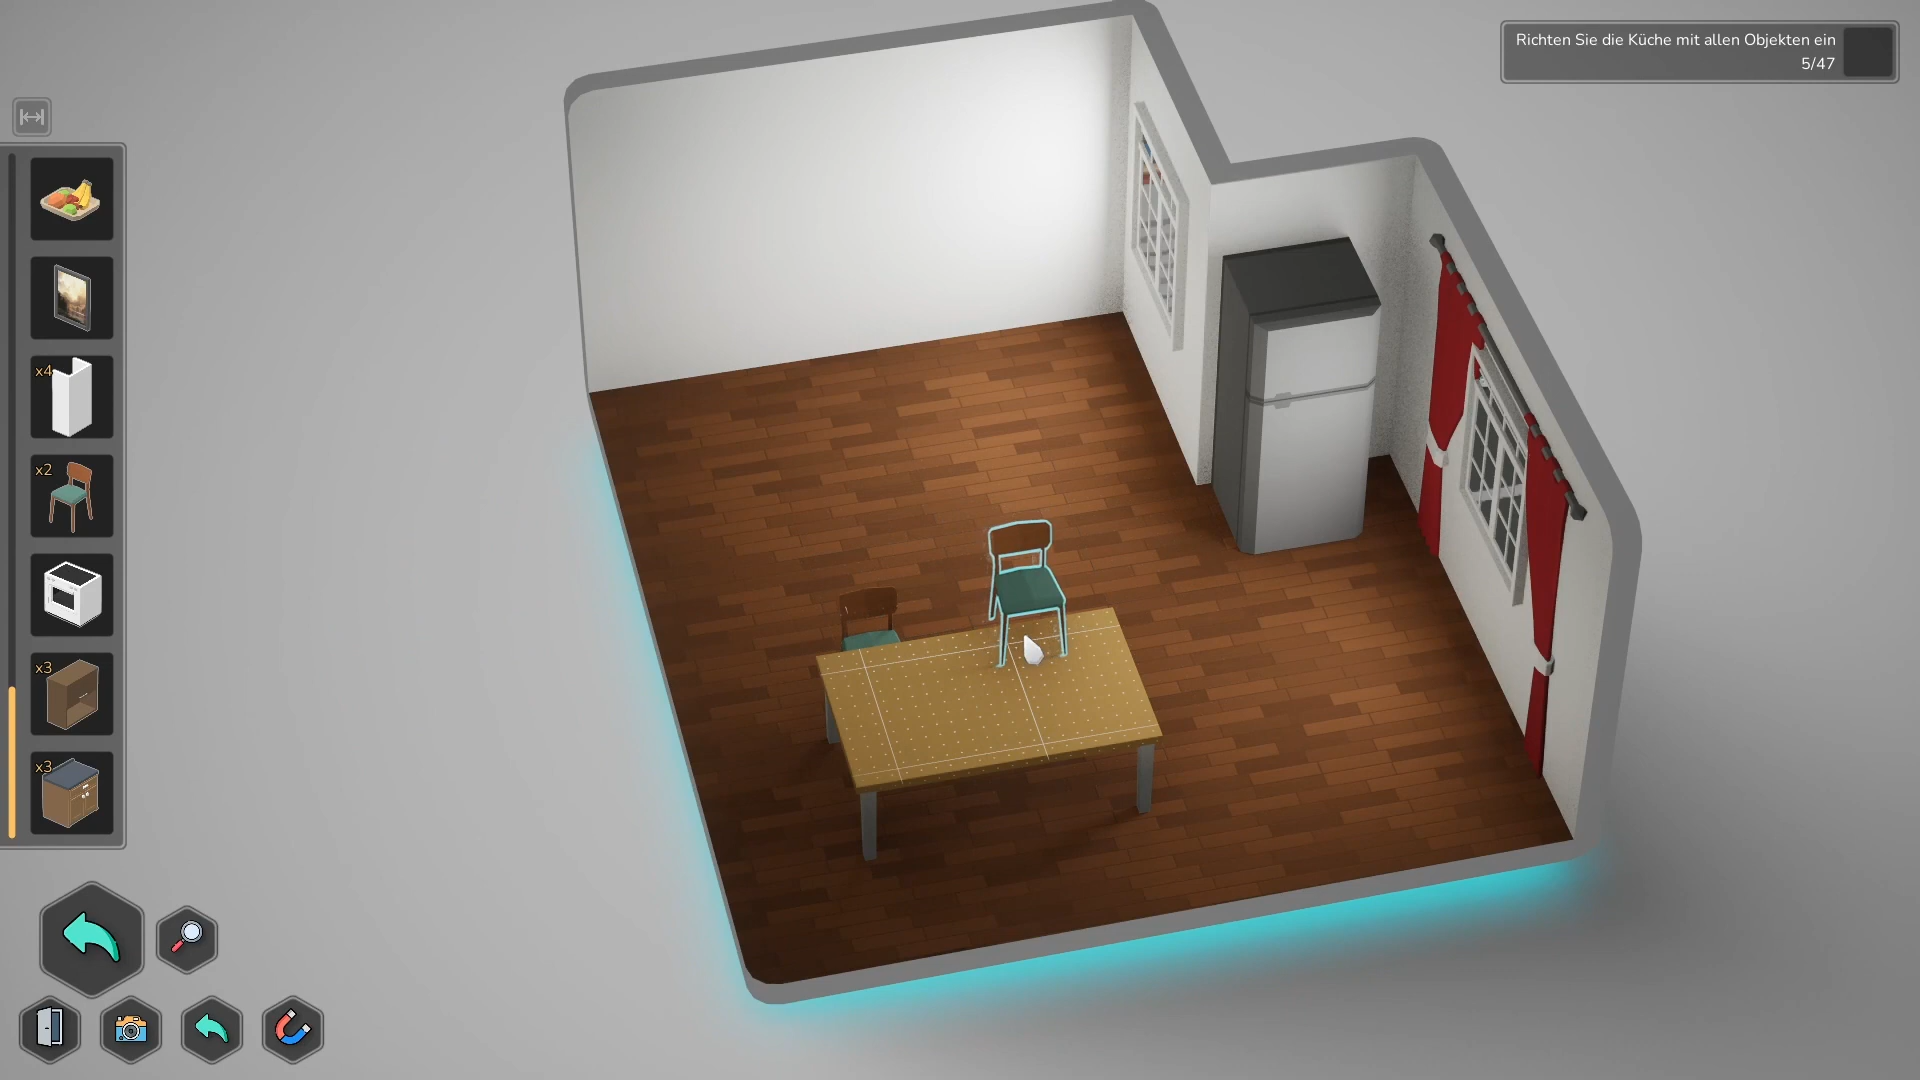 Richten Sie die Küche mit allen Objekten ein
5/47
x4
x2
x3
x3